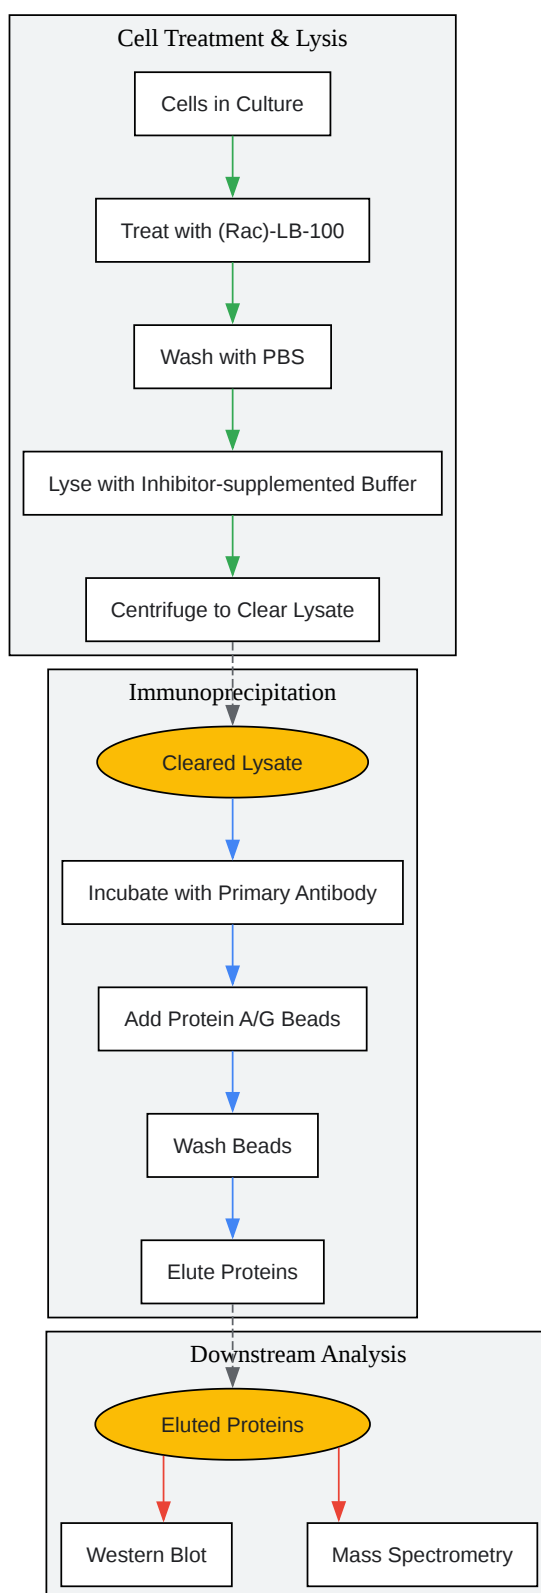 Cell Treatment & Lysis
Cells in Culture
Treat with (Rac)-LB-100
Wash with PBS
Lyse with Inhibitor-supplemented Buffer
Centrifuge to Clear Lysate
Immunoprecipitation
Cleared Lysate
Incubate with Primary Antibody
Add Protein A/G Beads
Wash Beads
Elute Proteins
Downstream Analysis
Eluted Proteins
Western Blot
Mass Spectrometry